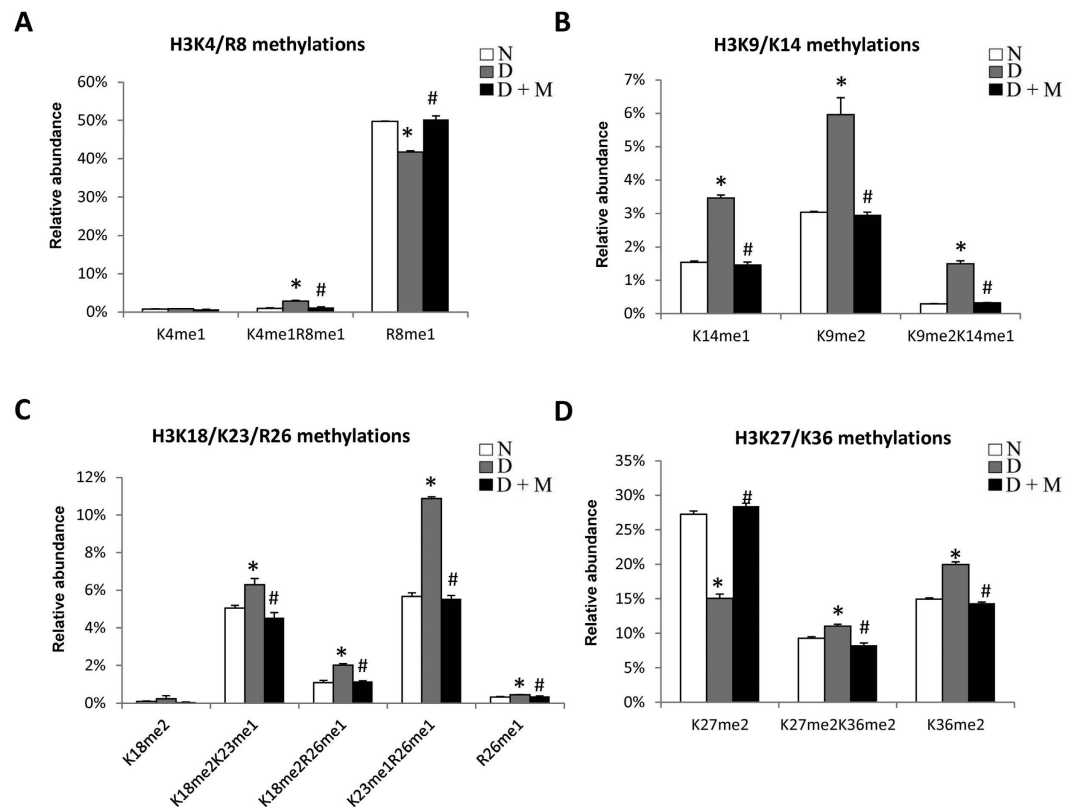 A
H3K4/R8 methylations
N
D
D + M
Relative abundance
60%
50%
40%
30%
20%
10%
0%
*
#
*
#
K4me1
K4me1R8me1
R8me1
B
H3K9/K14 methylations
N
D
D + M
Relative abundance
7%
6%
5%
4%
3%
2%
1%
0%
*
#
*
#
*
#
K14me1
K9me2
K9me2K14me1
C
H3K18/K23/R26 methylations
N
D
D + M
Relative abundance
12%
10%
8%
6%
4%
2%
0%
*
#
*
#
*
#
*
#
K18me2
K18me2K23me1
K18me2R26me1
K23me1R26me1
R26me1
D
H3K27/K36 methylations
N
D
D + M
Relative abundance
35%
30%
25%
20%
15%
10%
5%
0%
*
#
*
#
*
#
K27me2
K27me2K36me2
K36me2